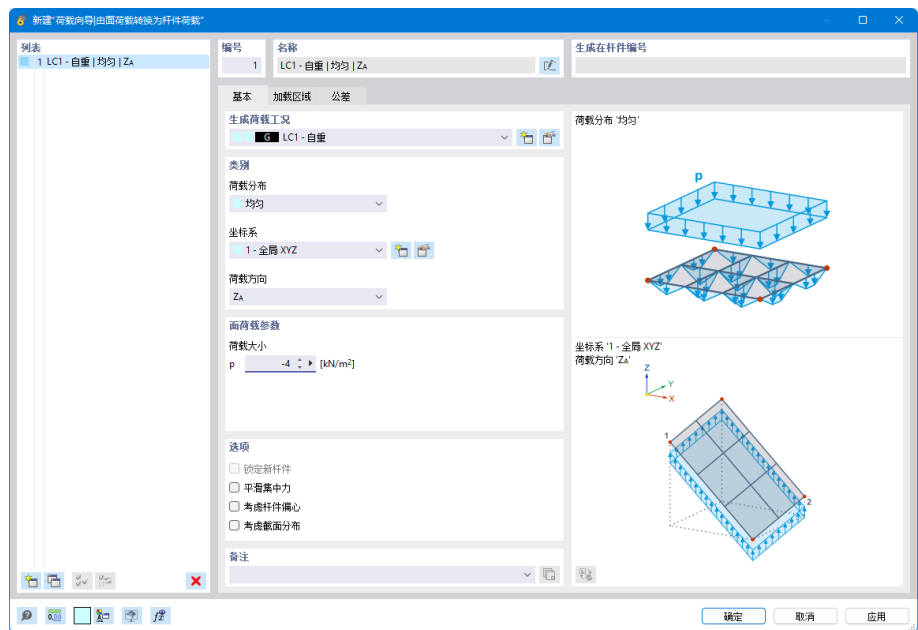 新建"荷载向导|由面荷载转换为杆件荷载"
列表
1 LC1 - 自重 | 均匀 | ZA
编号
1
名称
LC1 - 自重 | 均匀 | ZA
生成在杆件编号
基本 加载区域 公差
生成荷载工况
G LC1 - 自重
类别
荷载分布
均匀
坐标系
1 - 全局 XYZ
荷载方向
ZA
面荷载参数
荷载大小
p -4 [kN/m²]
选项
锁定新杆件
平滑集中力
考虑杆件偏心
考虑截面分布
备注
荷载分布 '均匀'
p
坐标系 '1 - 全局 XYZ'
荷载方向 'ZA'
Z
Y
X
1
2
0,00
确定 取消 应用